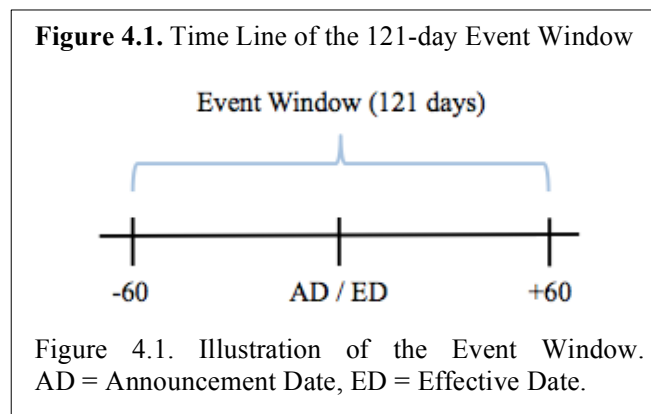 Figure 4.1. Time Line of the 121-day Event Window
Event Window (121 days)
-60 AD / ED +60
Figure 4.1. Illustration of the Event Window.
AD = Announcement Date, ED = Effective Date.